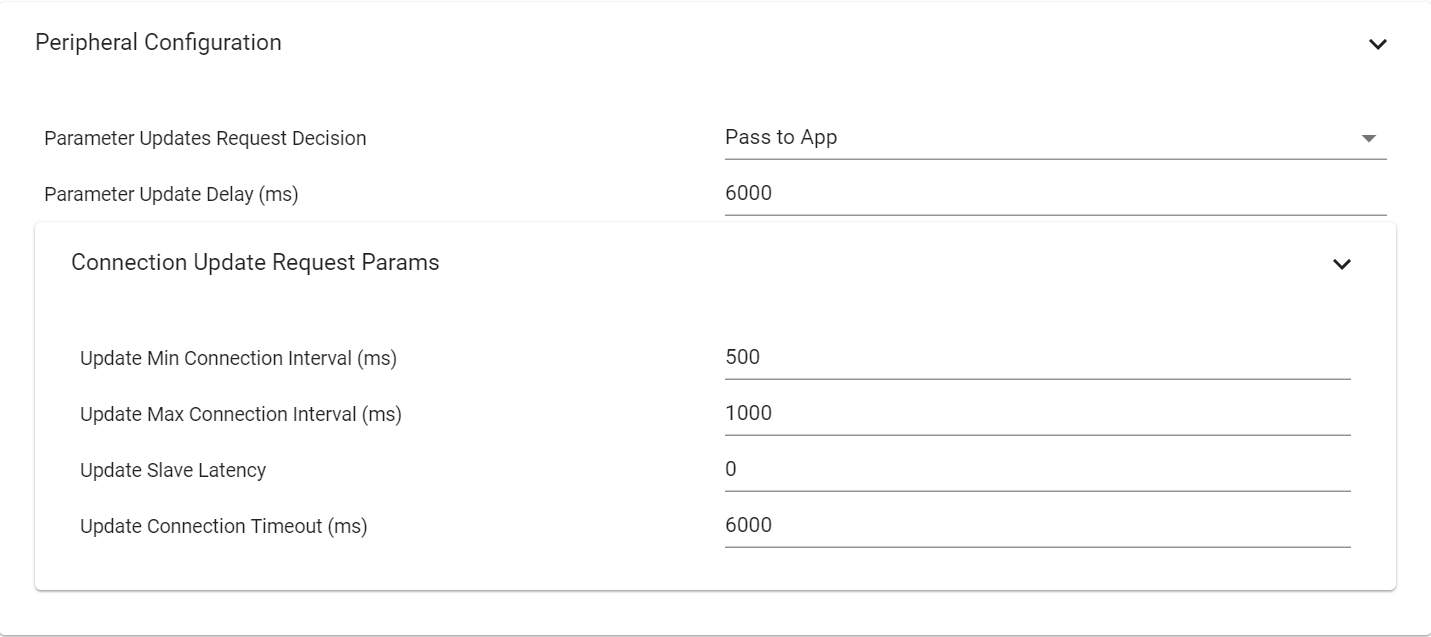 Peripheral Configuration
Parameter Updates Request Decision Pass to App
Parameter Update Delay (ms) 6000
Connection Update Request Params
Update Min Connection Interval (ms) 500
Update Max Connection Interval (ms) 1000
Update Slave Latency 0
Update Connection Timeout (ms) 6000